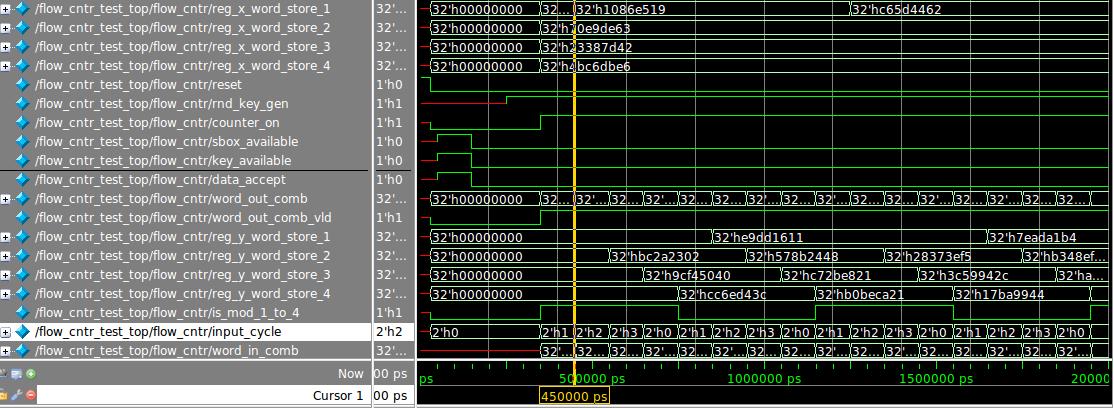 /flow_cntr_test_top/flow_cntr/reg_x_word_store_1 32'... 32'h00000000 32... 32'h1086e519 32'hc65d4462
/flow_cntr_test_top/flow_cntr/reg_x_word_store_2 32'... 32'h00000000 32'h70e9de63
/flow_cntr_test_top/flow_cntr/reg_x_word_store_3 32'... 32'h00000000 32'h23387d42
/flow_cntr_test_top/flow_cntr/reg_x_word_store_4 32'... 32'h00000000 32'h4bc6dbe6
/flow_cntr_test_top/flow_cntr/reset 1'h0
/flow_cntr_test_top/flow_cntr/rnd_key_gen 1'h1
/flow_cntr_test_top/flow_cntr/counter_on 1'h1
/flow_cntr_test_top/flow_cntr/sbox_available 1'h0
/flow_cntr_test_top/flow_cntr/key_available 1'h0
/flow_cntr_test_top/flow_cntr/data_accept 1'h0
/flow_cntr_test_top/flow_cntr/word_out_comb 32'... 32'h00000000 32'... 32'... 32'... 32'... 32'... 32'... 32'... 32'... 32'... 32'... 32'... 32'... 32'... 32'... 32'... 32'...
/flow_cntr_test_top/flow_cntr/word_out_comb_vld 1'h1
/flow_cntr_test_top/flow_cntr/reg_y_word_store_1 32'... 32'h00000000 32'he9dd1611 32'h7eada1b4
/flow_cntr_test_top/flow_cntr/reg_y_word_store_2 32'... 32'h00000000 32'hbc2a2302 32'h578b2448 32'h28373ef5 32'hb348ef...
/flow_cntr_test_top/flow_cntr/reg_y_word_store_3 32'... 32'h00000000 32'h9cf45040 32'hc72be821 32'h3c59942c 32'ha...
/flow_cntr_test_top/flow_cntr/reg_y_word_store_4 32'... 32'h00000000 32'hcc6ed43c 32'hb0beca21 32'h17ba9944
/flow_cntr_test_top/flow_cntr/is_mod_1_to_4 1'h1
/flow_cntr_test_top/flow_cntr/input_cycle 2'h2 2'h0 2'h1 2'h2 2'h3 2'h0 2'h1 2'h2 2'h3 2'h0 2'h1 2'h2 2'h3 2'h0 2'h1 2'h2 2'h3 2'h0
/flow_cntr_test_top/flow_cntr/word_in_comb 32'... 32'... 32'... 32'... 32'... 32'... 32'... 32'... 32'... 32'... 32'... 32'... 32'... 32'... 32'... 32'... 32'...
Now 00 ps ps 500000 ps 1000000 ps 1500000 ps 20000
Cursor 1 00 ps 450000 ps